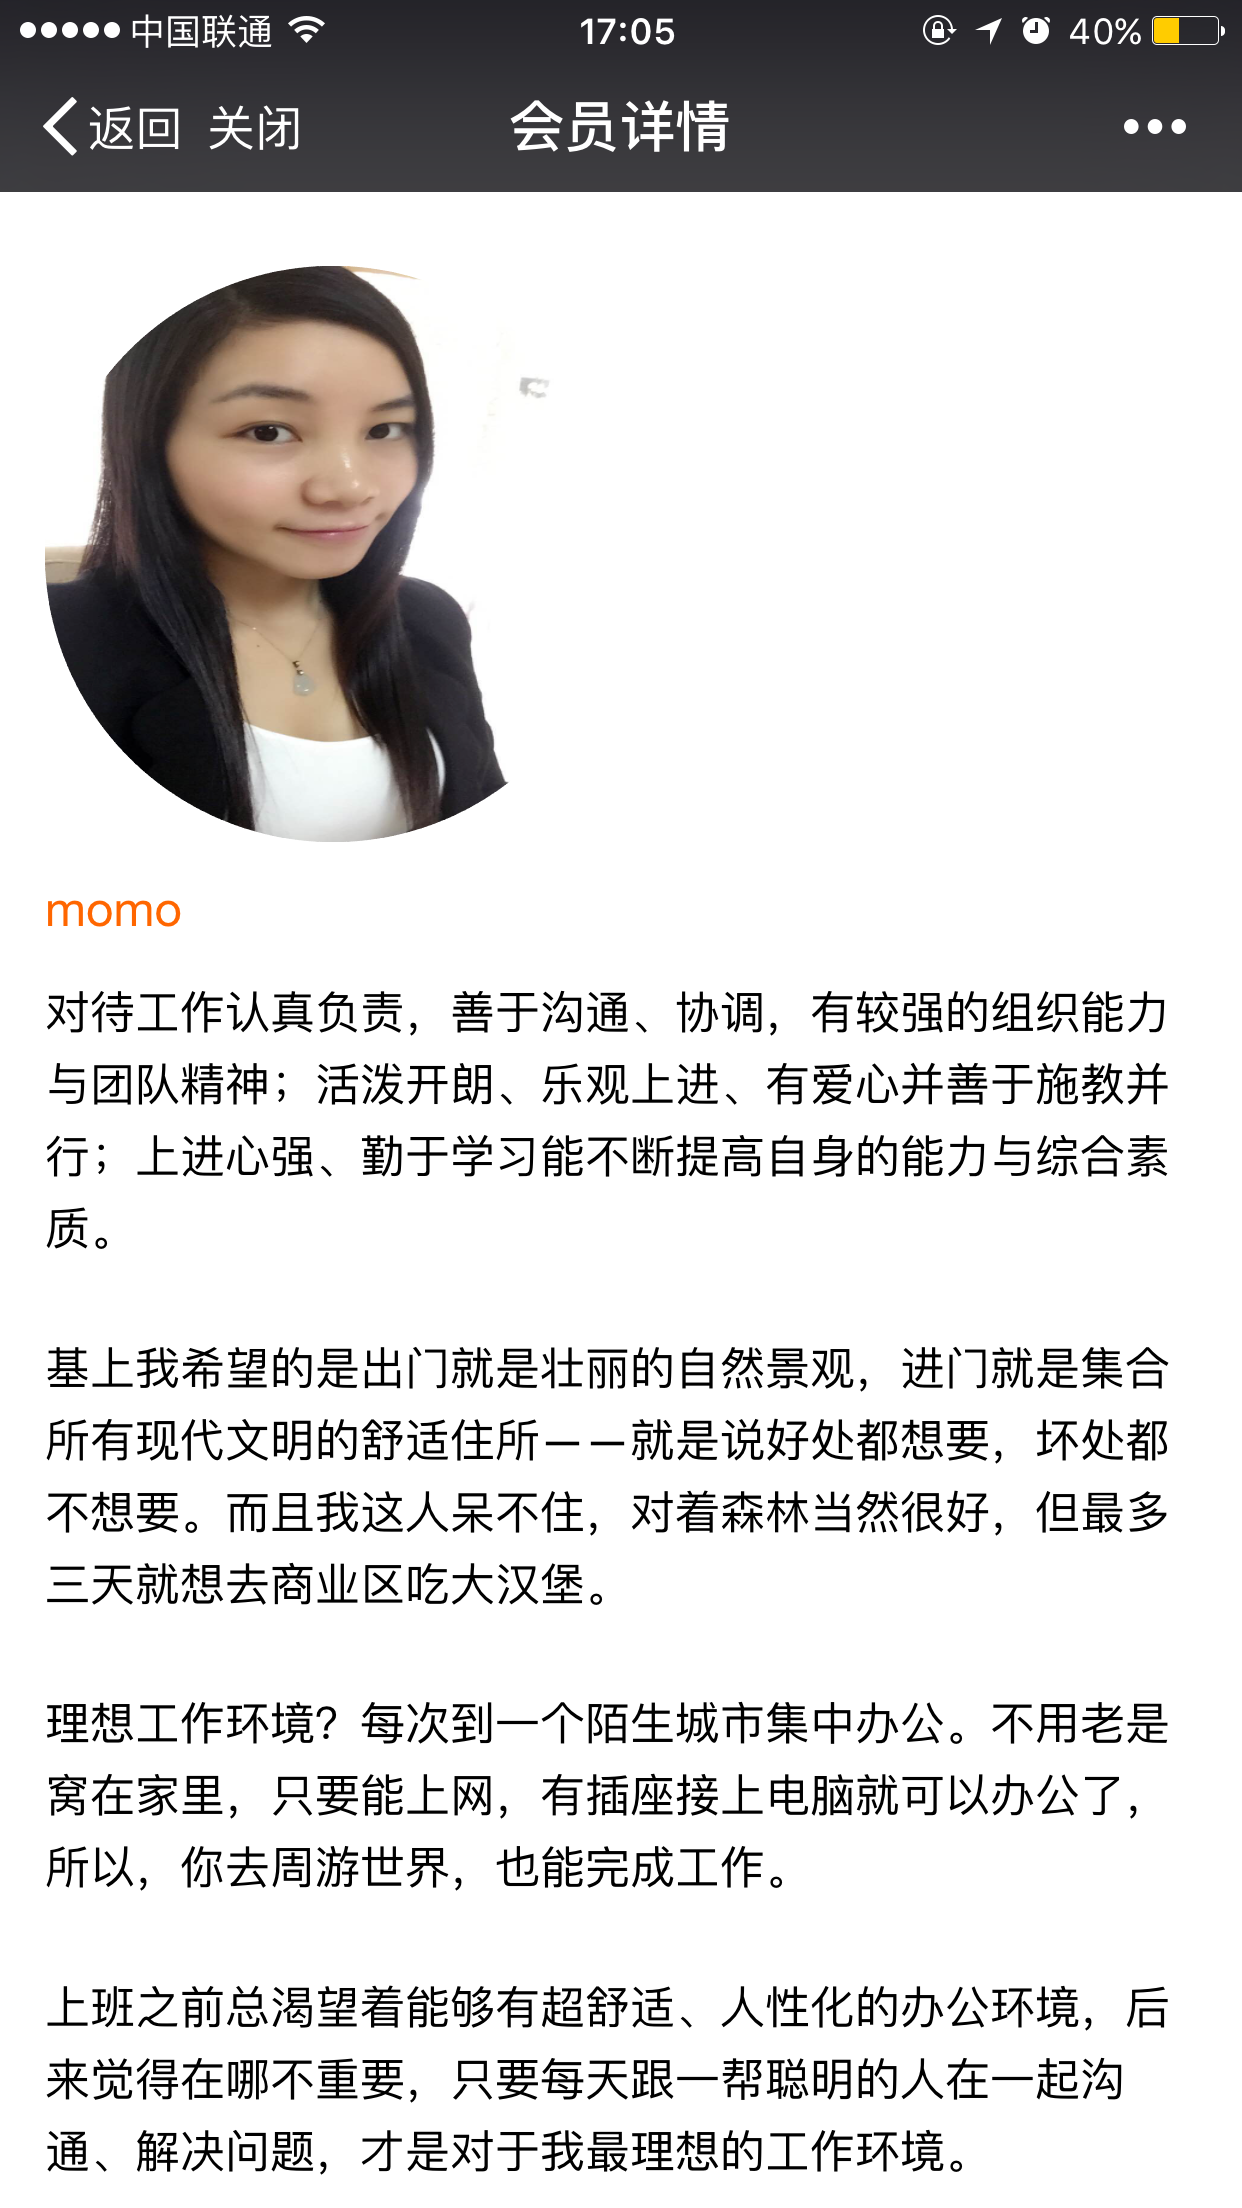 中国联通 17:05 40%
返回 关闭 会员详情
momo
对待工作认真负责，善于沟通、协调，有较强的组织能力
与团队精神；活泼开朗、乐观上进、有爱心并善于施教并
行；上进心强、勤于学习能不断提高自身的能力与综合素
质。
基上我希望的是出门就是壮丽的自然景观，进门就是集合
所有现代文明的舒适住所——就是说好处都想要，坏处都
不想要。而且我这人呆不住，对着森林当然很好，但最多
三天就想去商业区吃大汉堡。
理想工作环境？每次到一个陌生城市集中办公。不用老是
窝在家里，只要能上网，有插座接上电脑就可以办公了，
所以，你去周游世界，也能完成工作。
上班之前总渴望着能够有超舒适、人性化的办公环境，后
来觉得在哪不重要，只要每天跟一帮聪明的人在一起沟
通、解决问题，才是对于我最理想的工作环境。